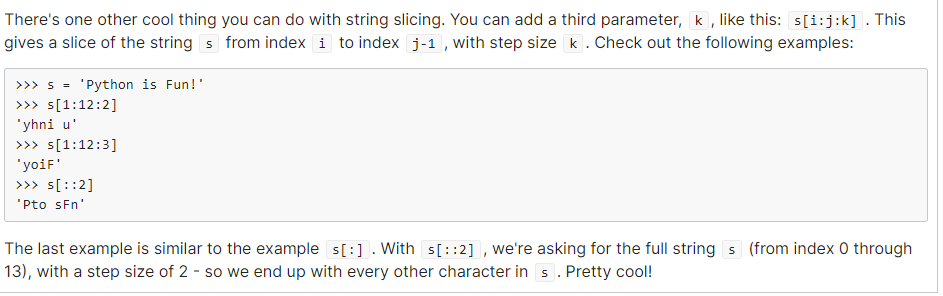 There's one other cool thing you can do with string slicing. You can add a third parameter, k , like this: s[i:j:k] . This
gives a slice of the string s from index i to index j-1 , with step size k . Check out the following examples:
>>> s = 'Python is Fun!'
>>> s[1:12:2]
'yhni u'
>>> s[1:12:3]
'yoiF'
>>> s[::2]
'Pto sFn'
The last example is similar to the example s[:] . With s[::2] , we're asking for the full string s (from index 0 through
13), with a step size of 2 - so we end up with every other character in s . Pretty cool!